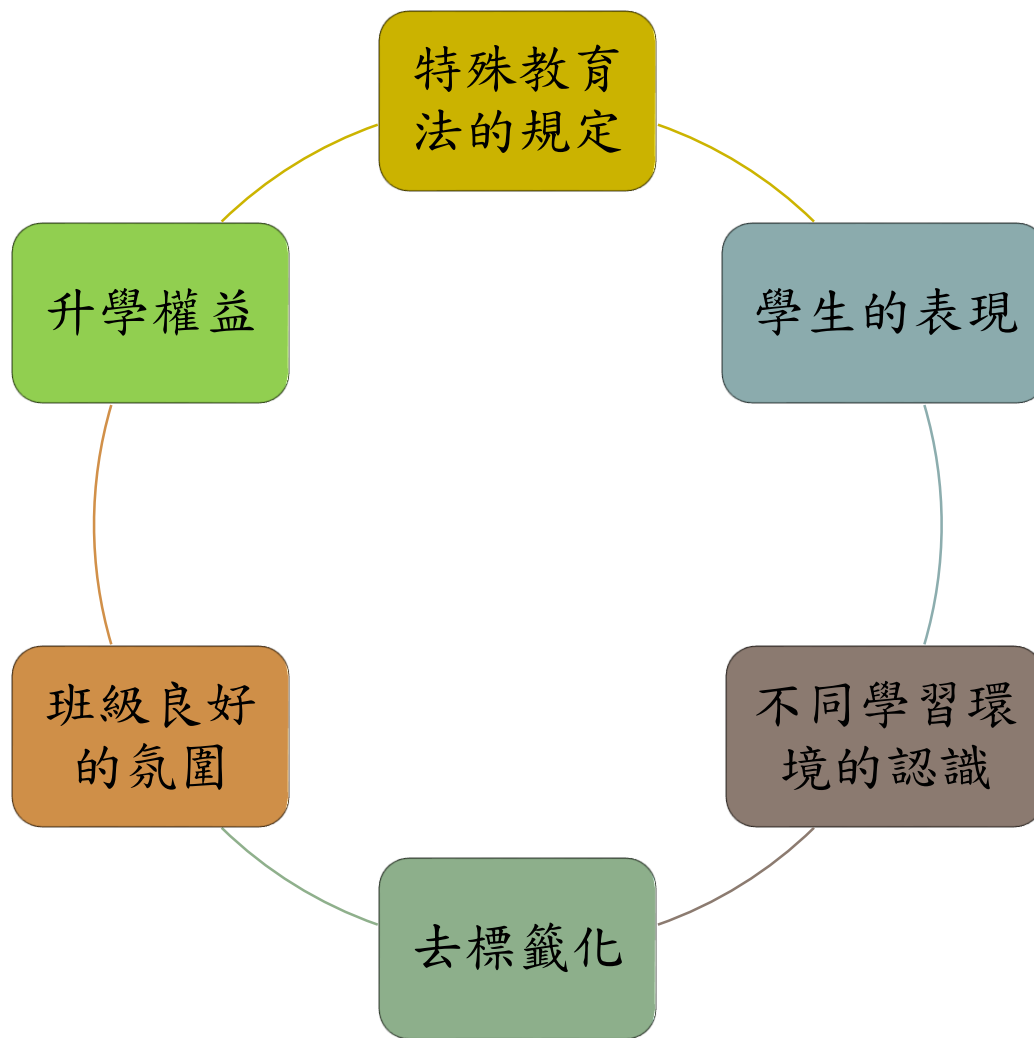 特殊教育
法的規定
學生的表現
不同學習環
境的認識
去標籤化
班級良好
的氛圍
升學權益